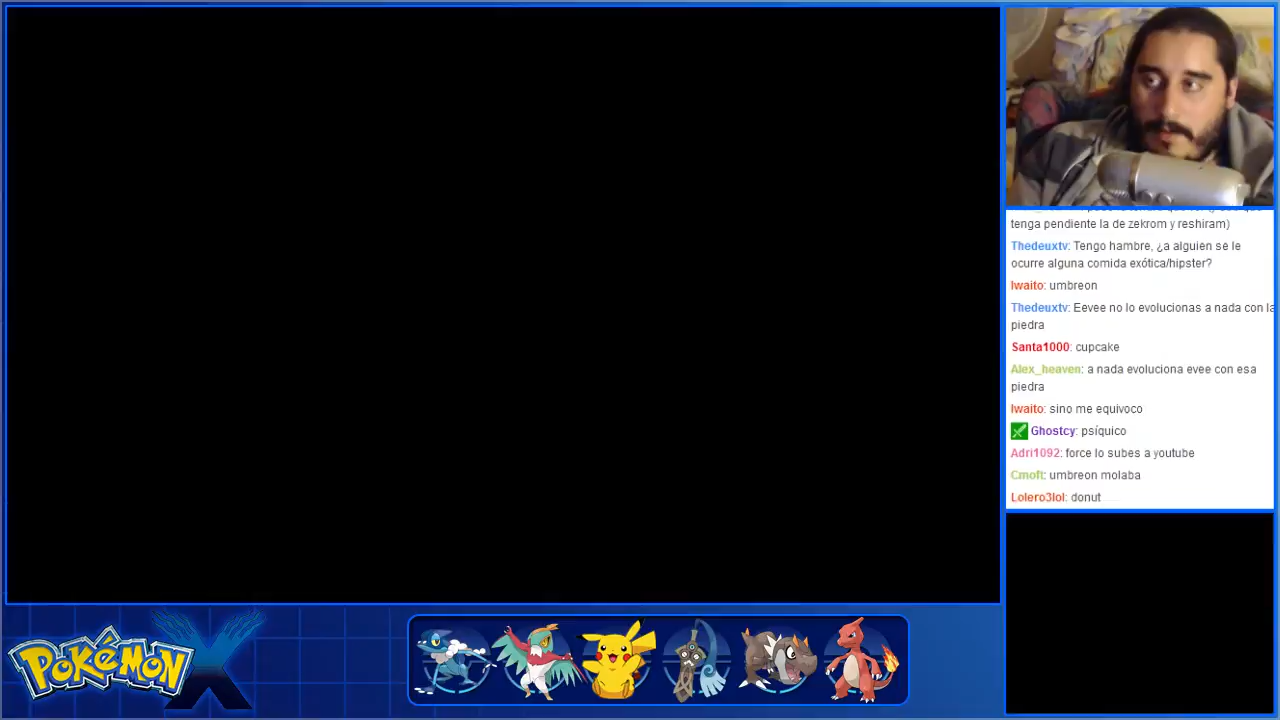 tenga pendiente la de zekrom y reshiram)
Thedeuxtv: Tengo hambre, ¿a alguien se le
ocurre alguna comida exótica/hipster?
Iwaito: umbreon
Thedeuxtv: Eevee no lo evolucionas a nada con la
piedra
Santa1000: cupcake
Alex_heaven: a nada evoluciona evee con esa
piedra
Iwaito: sino me equivoco
Ghostcy: psíquico
Adri1092: force lo subes a youtube
Cmoft: umbreon molaba
Lolero3lol: donut
POKéMON X